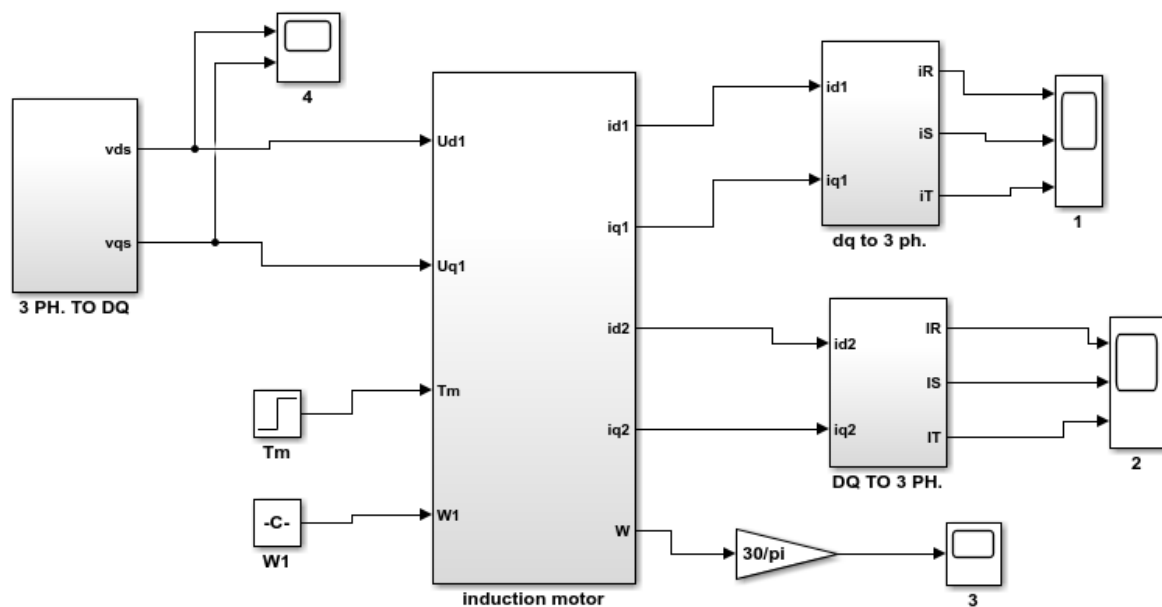 4
vds
vqs
3 PH. TO DQ
Ud1
Uq1
Tm
W1
id1
iq1
id2
iq2
W
induction motor
Tm
-C-
W1
id1
iq1
iR
iS
iT
dq to 3 ph.
1
id2
iq2
IR
IS
IT
DQ TO 3 PH.
2
30/pi
3